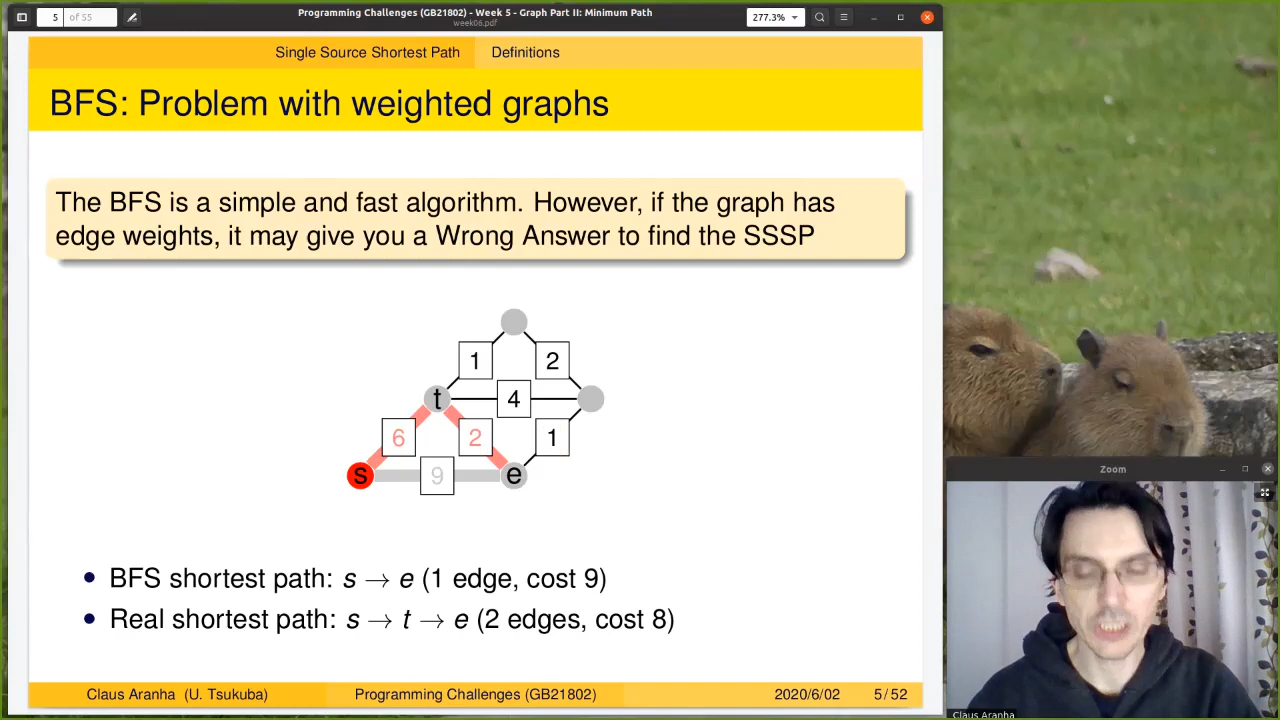 5 of 55
Programming Challenges (GB21802) - Week 5 - Graph Part II: Minimum Path
week06.pdf
277.3%
Single Source Shortest Path Definitions
BFS: Problem with weighted graphs
The BFS is a simple and fast algorithm. However, if the graph has
edge weights, it may give you a Wrong Answer to find the SSSP
1 2
t 4
6 2 1
s 9 e
BFS shortest path: s → e (1 edge, cost 9)
Real shortest path: s → t → e (2 edges, cost 8)
Claus Aranha (U. Tsukuba) Programming Challenges (GB21802) 2020/6/02 5 / 52
Zoom
Claus Aranha